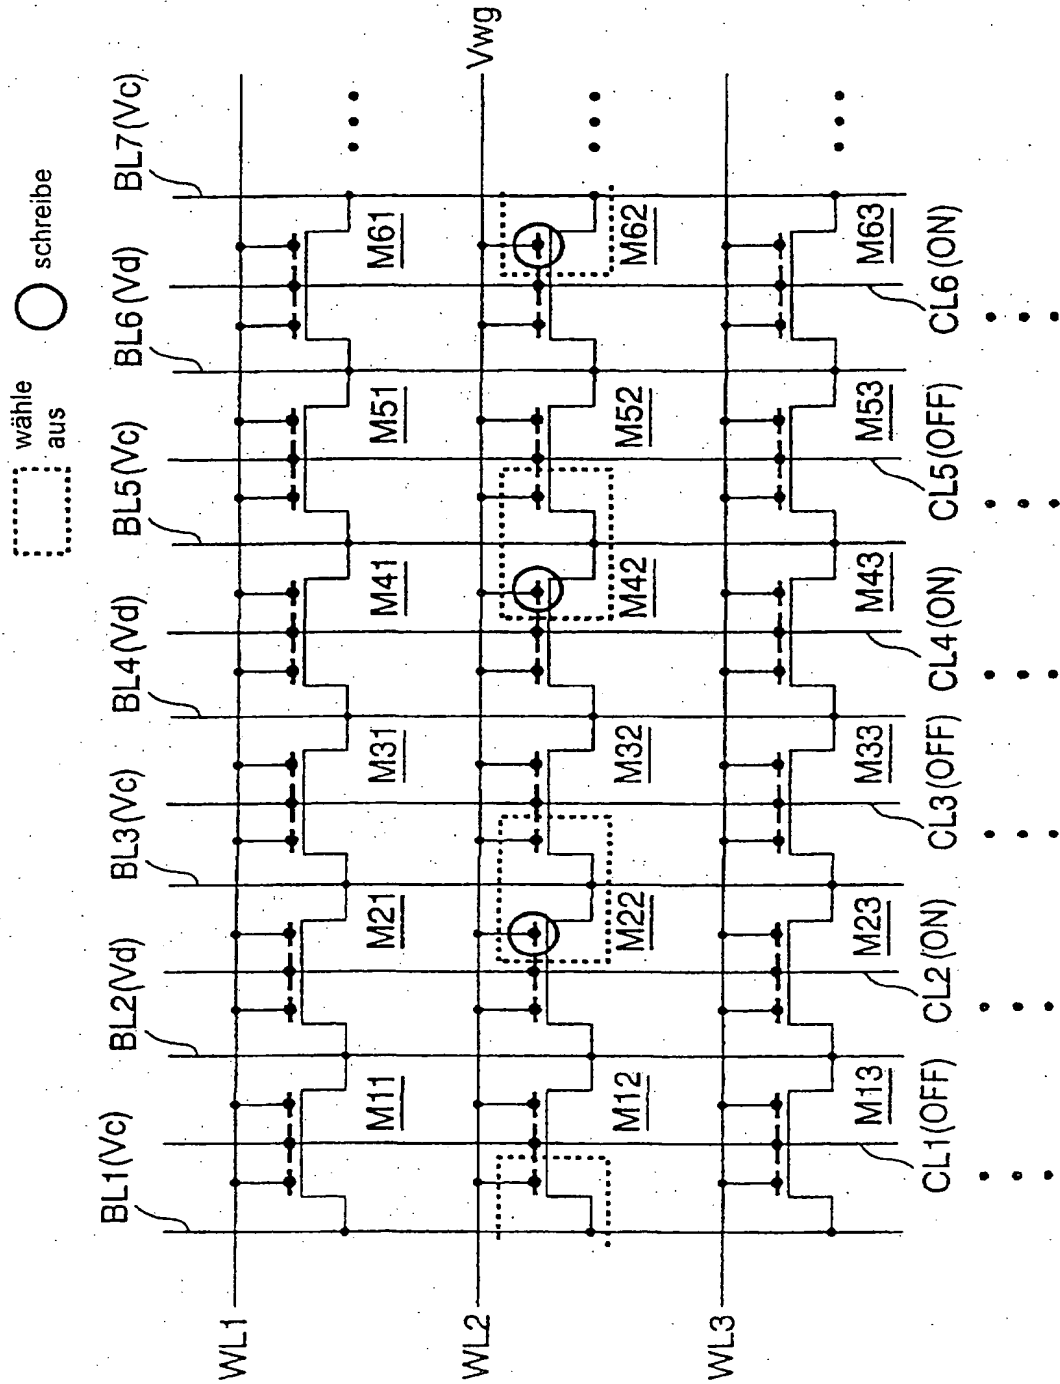 wähle
aus
schreibe
BL1(Vc)
BL2(Vd)
BL3(Vc)
BL4(Vd)
BL5(Vc)
BL6(Vd)
BL7(Vc)
WL1
M11
M21
M31
M41
M51
M61
WL2
Vwg
M12
M22
M32
M42
M52
M62
WL3
M13
M23
M33
M43
M53
M63
CL1(OFF)
CL2(ON)
CL3(OFF)
CL4(ON)
CL5(OFF)
CL6(ON)